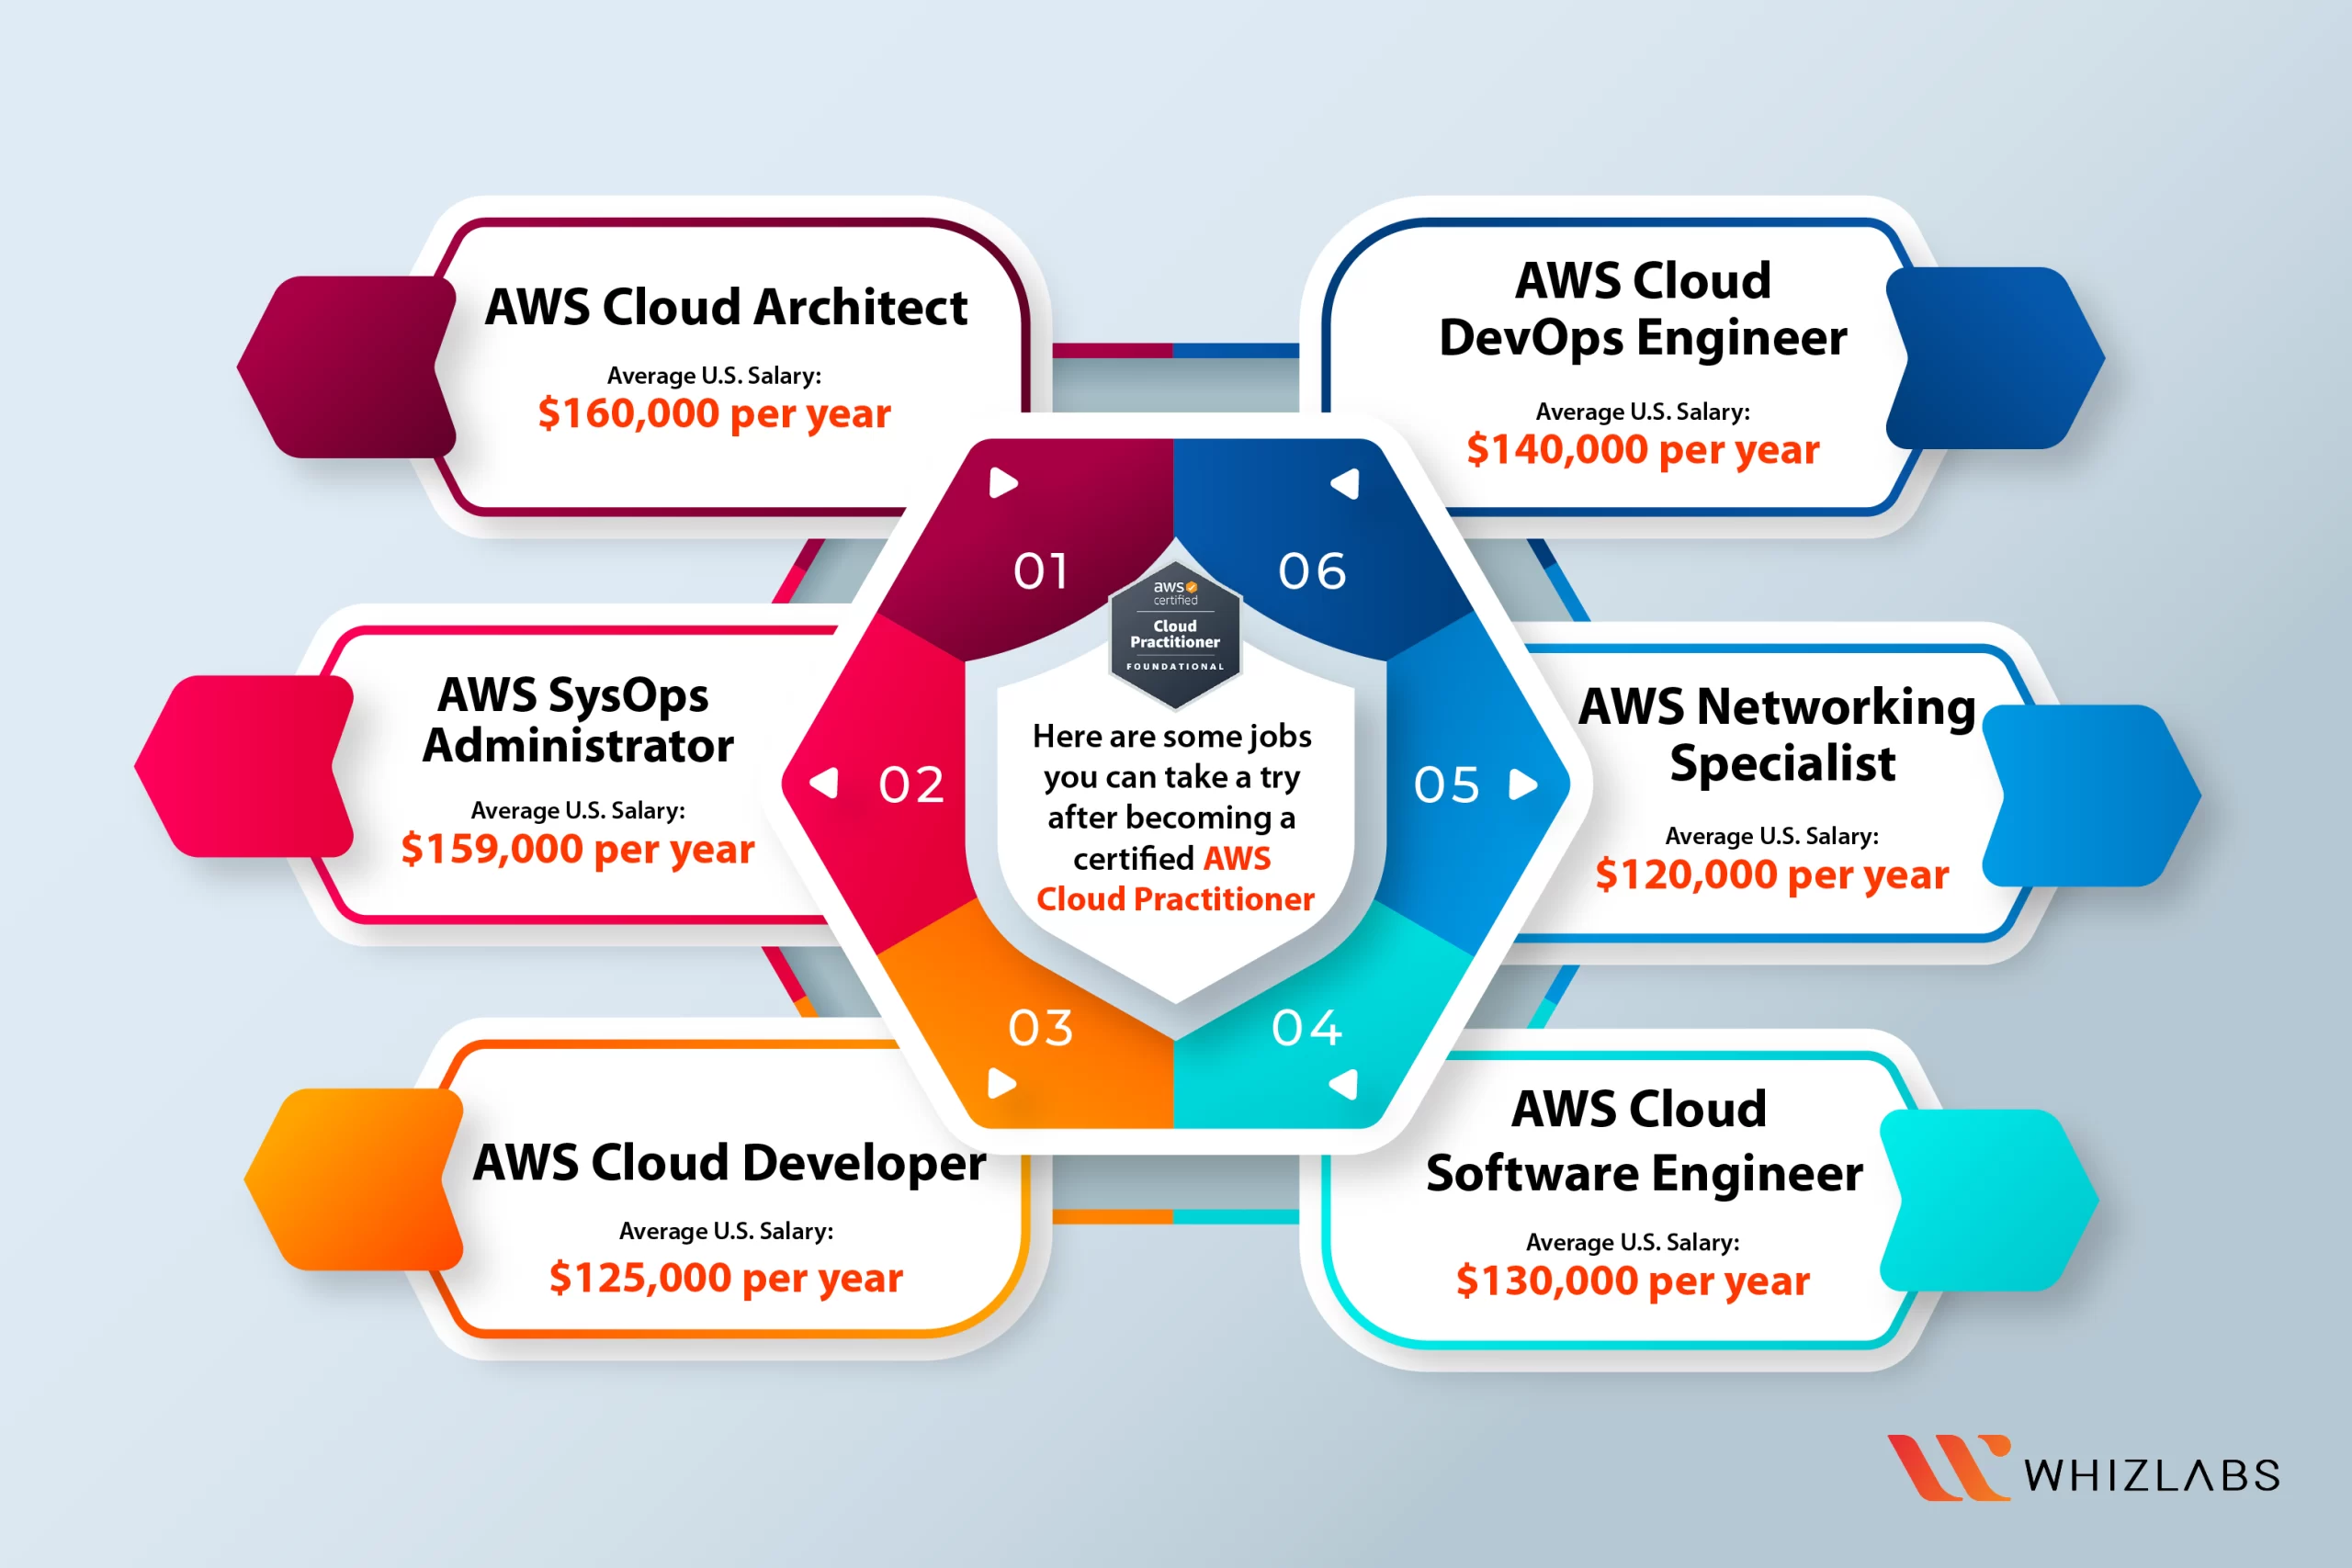 AWS Cloud Architect
Average U.S. Salary:
$160,000 per year
AWS SysOps
Administrator
Average U.S. Salary:
$159,000 per year
AWS Cloud Developer
Average U.S. Salary:
$125,000 per year
01
02
03
aws
certified
Cloud
Practitioner
FOUNDATIONAL
Here are some jobs
you can take a try
after becoming a
certified AWS
Cloud Practitioner
06
05
04
AWS Cloud
DevOps Engineer
Average U.S. Salary:
$140,000 per year
AWS Networking
Specialist
Average U.S. Salary:
$120,000 per year
AWS Cloud
Software Engineer
Average U.S. Salary:
$130,000 per year
WHIZLABS